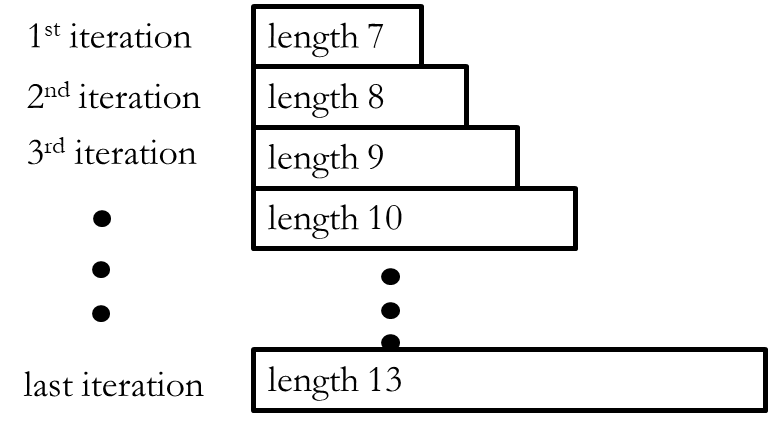 1st iteration length 7
2nd iteration length 8
3rd iteration length 9
length 10
last iteration length 13